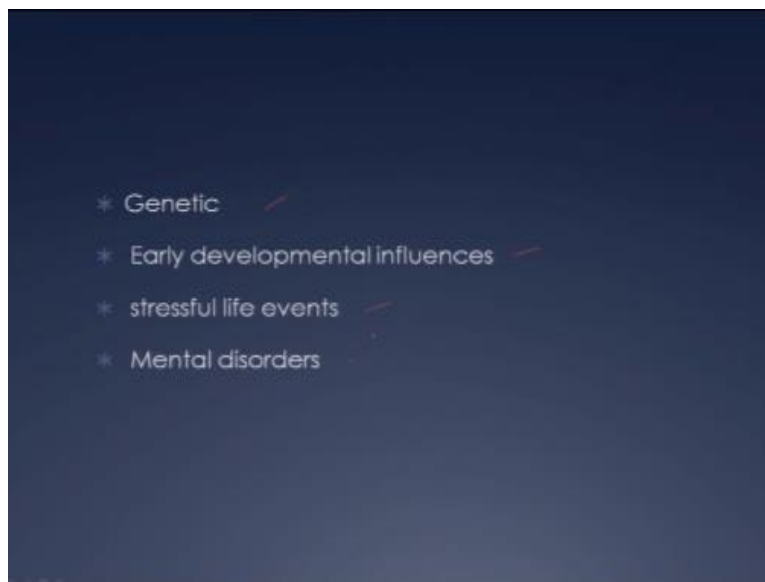 * Genetic
* Early developmental influences
* stressful life events
* Mental disorders